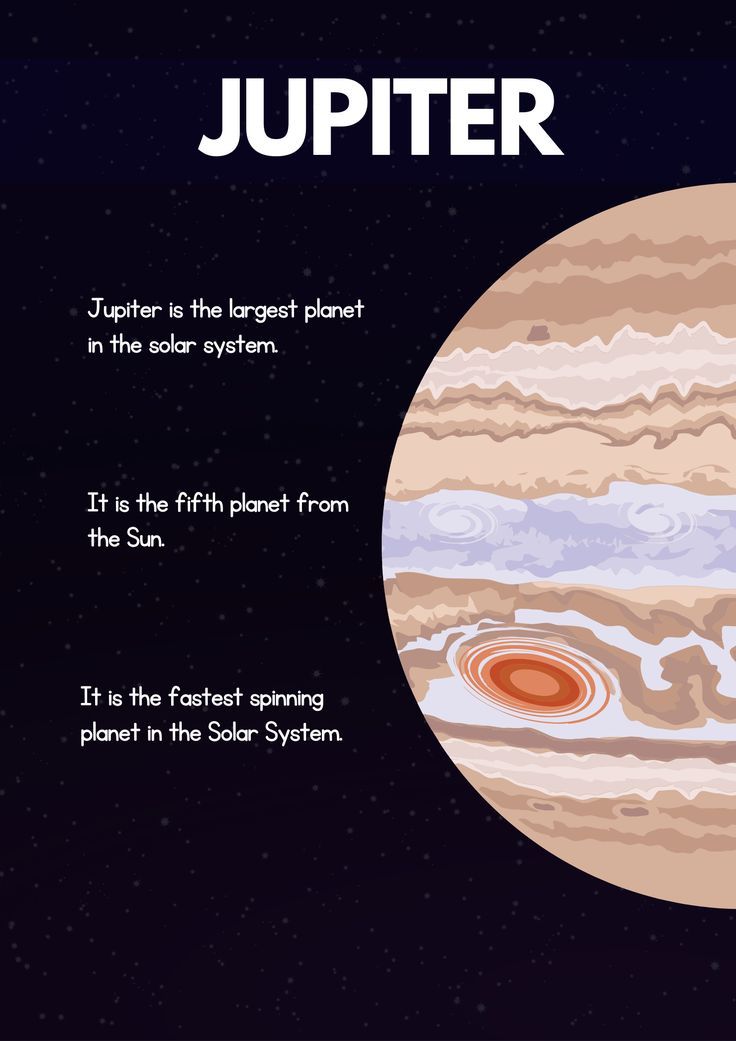 JUPITER
Jupiter is the largest planet
in the solar system.
It is the fifth planet from
the Sun.
It is the fastest spinning
planet in the Solar System.